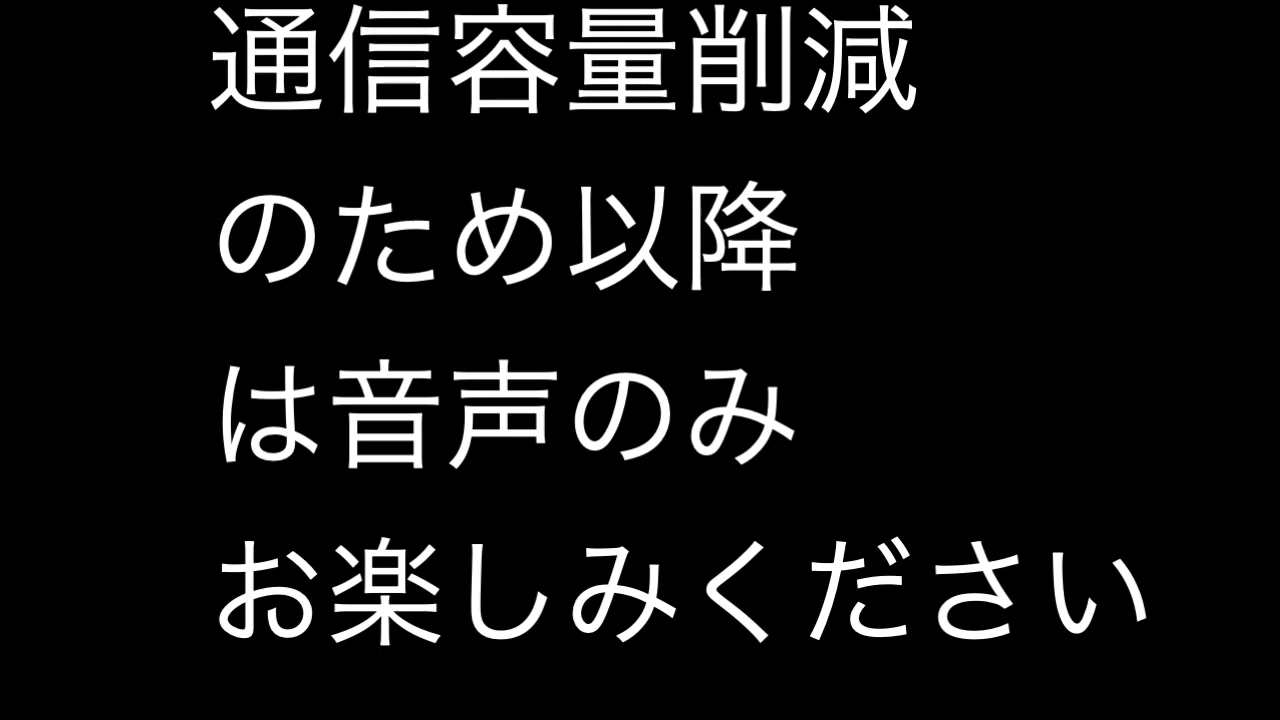 通信容量削減
のため以降
は音声のみ
お楽しみください